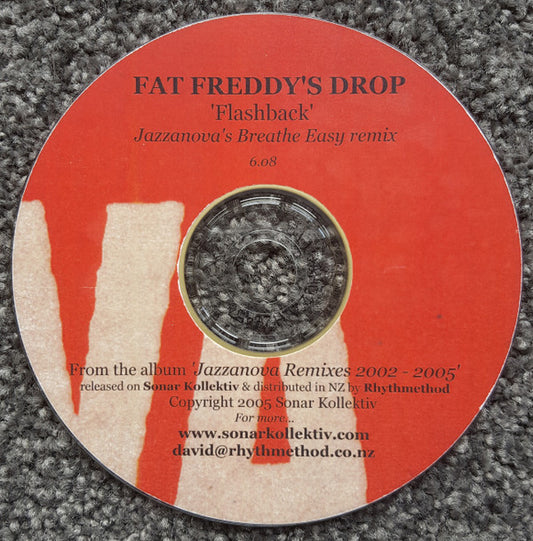 FAT FREDDY'S DROP
'Flashback'
Jazzanova's Breathe Easy remix
6.08
From the album 'Jazzanova Remixes 2002 - 2005'
released on Sonar Kollektiv & distributed in NZ by Rhythmethod
Copyright 2005 Sonar Kollektiv
For more..
www.sonarkollektiv.com
david@rhythmethod.co.nz